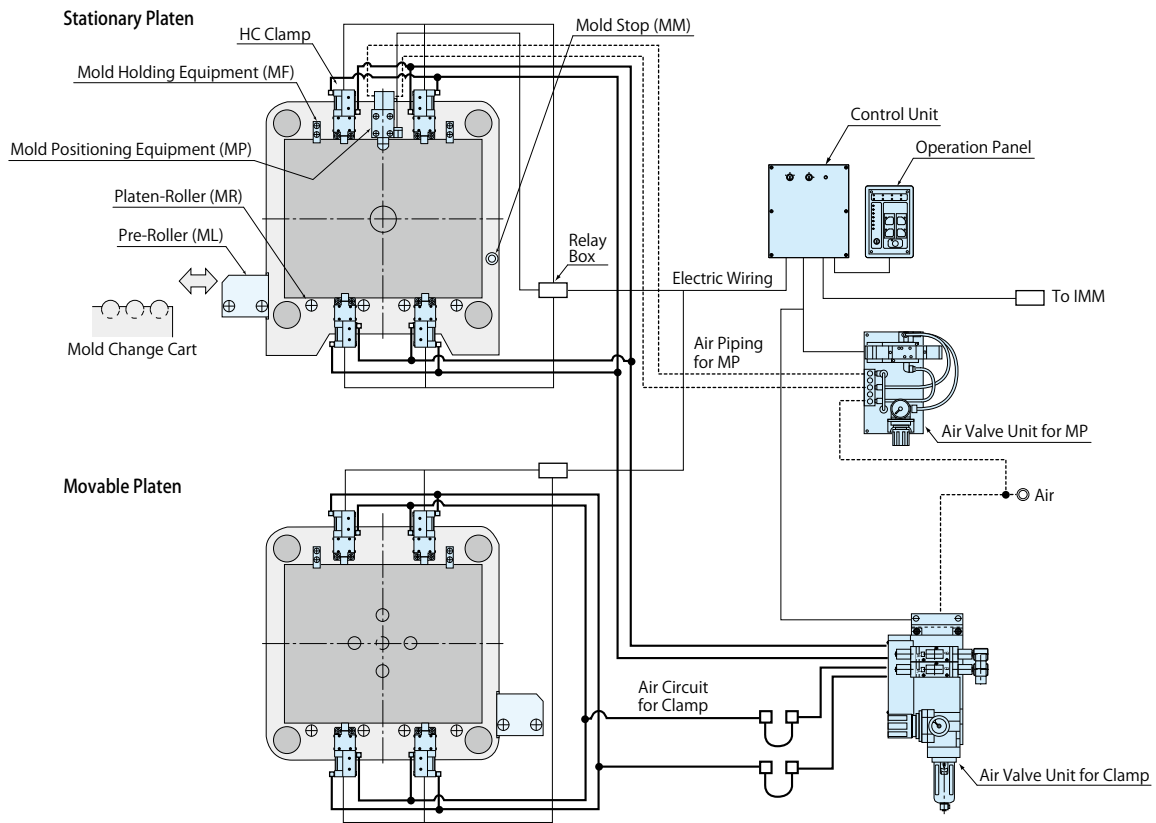 Stationary Platen
HC Clamp
Mold Stop (MM)
Mold Holding Equipment (MF)
Mold Positioning Equipment (MP)
Platen-Roller (MR)
Pre-Roller (ML)
Mold Change Cart
Relay
Box
Control Unit
Operation Panel
Electric Wiring
To IMM
Air Piping
for MP
Air Valve Unit for MP
Movable Platen
Air
Air Circuit
for Clamp
Air Valve Unit for Clamp